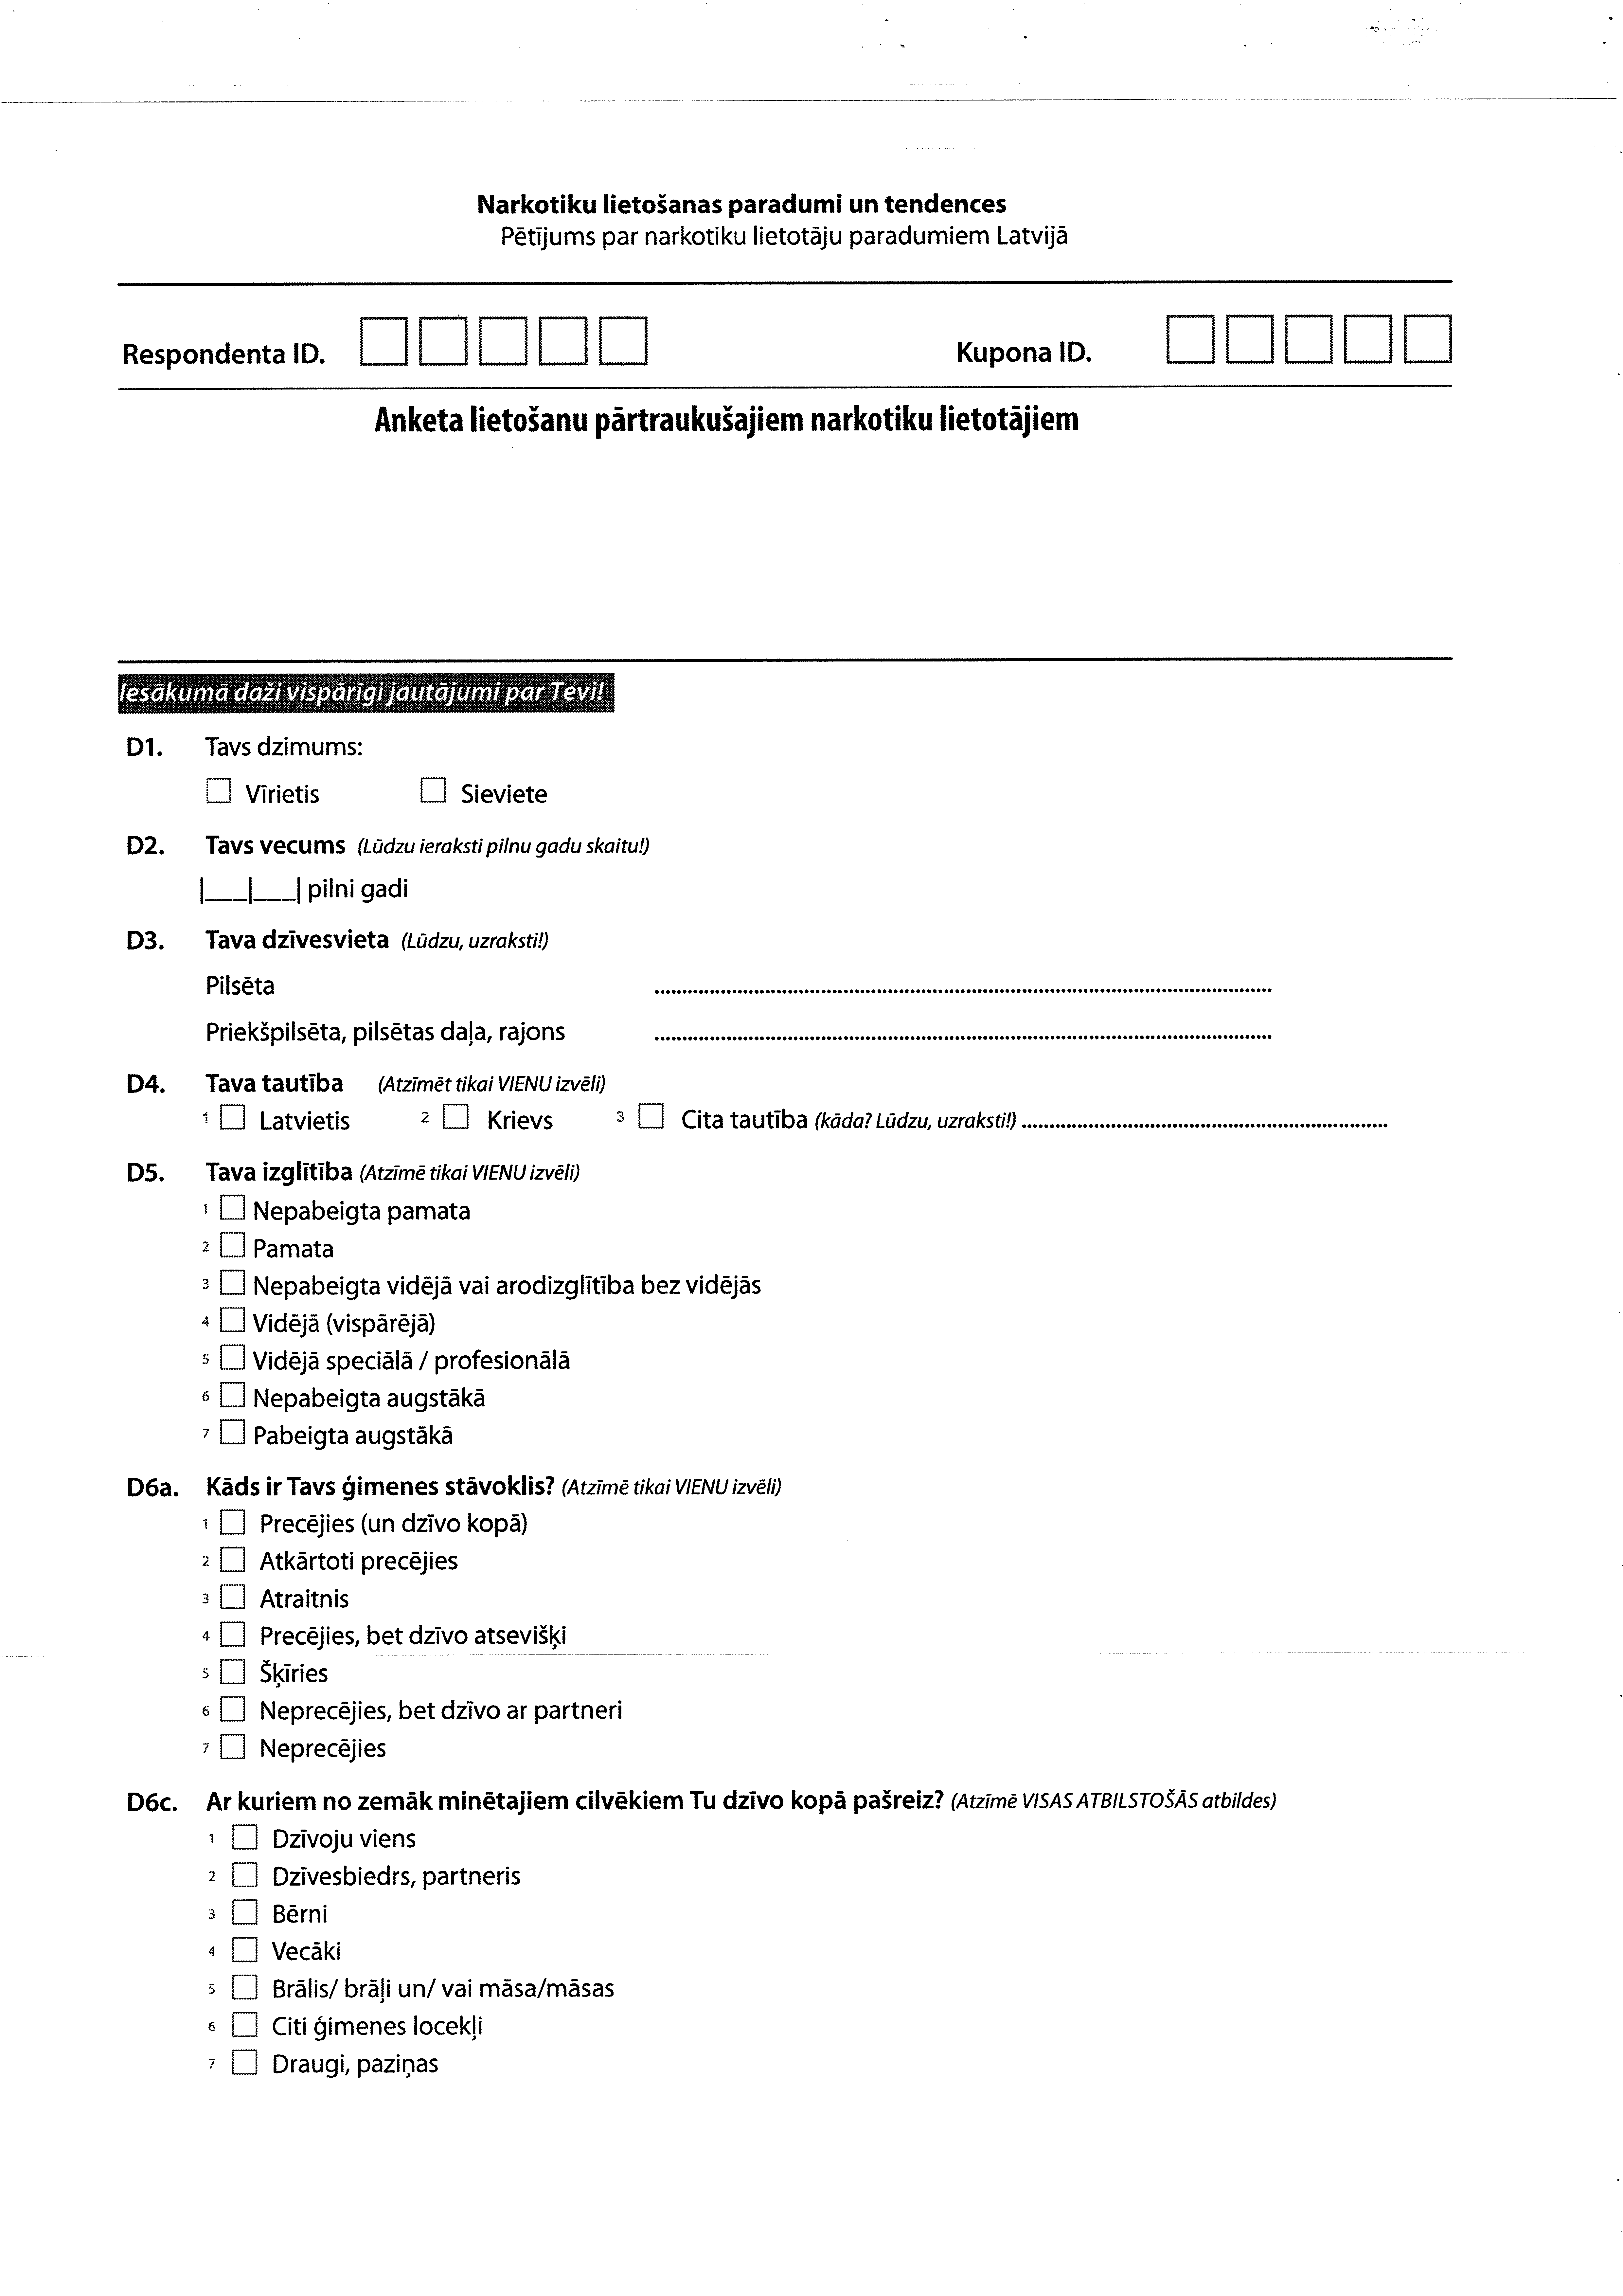 Narkotiku lietošanas paradumi un tendences
Pētījums par narkotiku lietotāju paradumiem Latvijā
Respondenta ID. Kupona ID.
Anketa lietošanu pārtraukušajiem narkotiku lietotājiem
Iesākumā daži vispārīgi jautājumi par Tevi!
D1. Tavs dzimums:
Vīrietis Sieviete
D2. Tavs vecums (Lūdzu ieraksti pilnu gadu skaitu!)
|___|___| pilni gadi
D3. Tava dzīvesvieta (Lūdzu, uzraksti!)
Pilsēta
Priekšpilsēta, pilsētas daļa, rajons
D4. Tava tautība (Atzīmēt tikai VIENU izvēli)
1 Latvietis 2 Krievs 3 Cita tautība (kāda? Lūdzu, uzraksti!)
D5. Tava izglītība (Atzīmē tikai VIENU izvēli)
1 Nepabeigta pamata
2 Pamata
3 Nepabeigta vidējā vai arodizglītība bez vidējās
4 Vidējā (vispārējā)
5 Vidējā speciālā / profesionālā
6 Nepabeigta augstākā
7 Pabeigta augstākā
D6a. Kāds ir Tavs ģimenes stāvoklis? (Atzīmē tikai VIENU izvēli)
1 Precējies (un dzīvo kopā)
2 Atkārtoti precējies
3 Atraitnis
4 Precējies, bet dzīvo atsevišķi
5 Šķīries
6 Neprecējies, bet dzīvo ar partneri
7 Neprecējies
D6c. Ar kuriem no zemāk minētajiem cilvēkiem Tu dzīvo kopā pašreiz? (Atzīmē VISAS ATBILSTOŠĀS atbildes)
1 Dzīvoju viens
2 Dzīvesbiedrs, partneris
3 Bērni
4 Vecāki
5 Brālis/ brāļi un/ vai māsa/māsas
6 Citi ģimenes locekļi
7 Draugi, paziņas